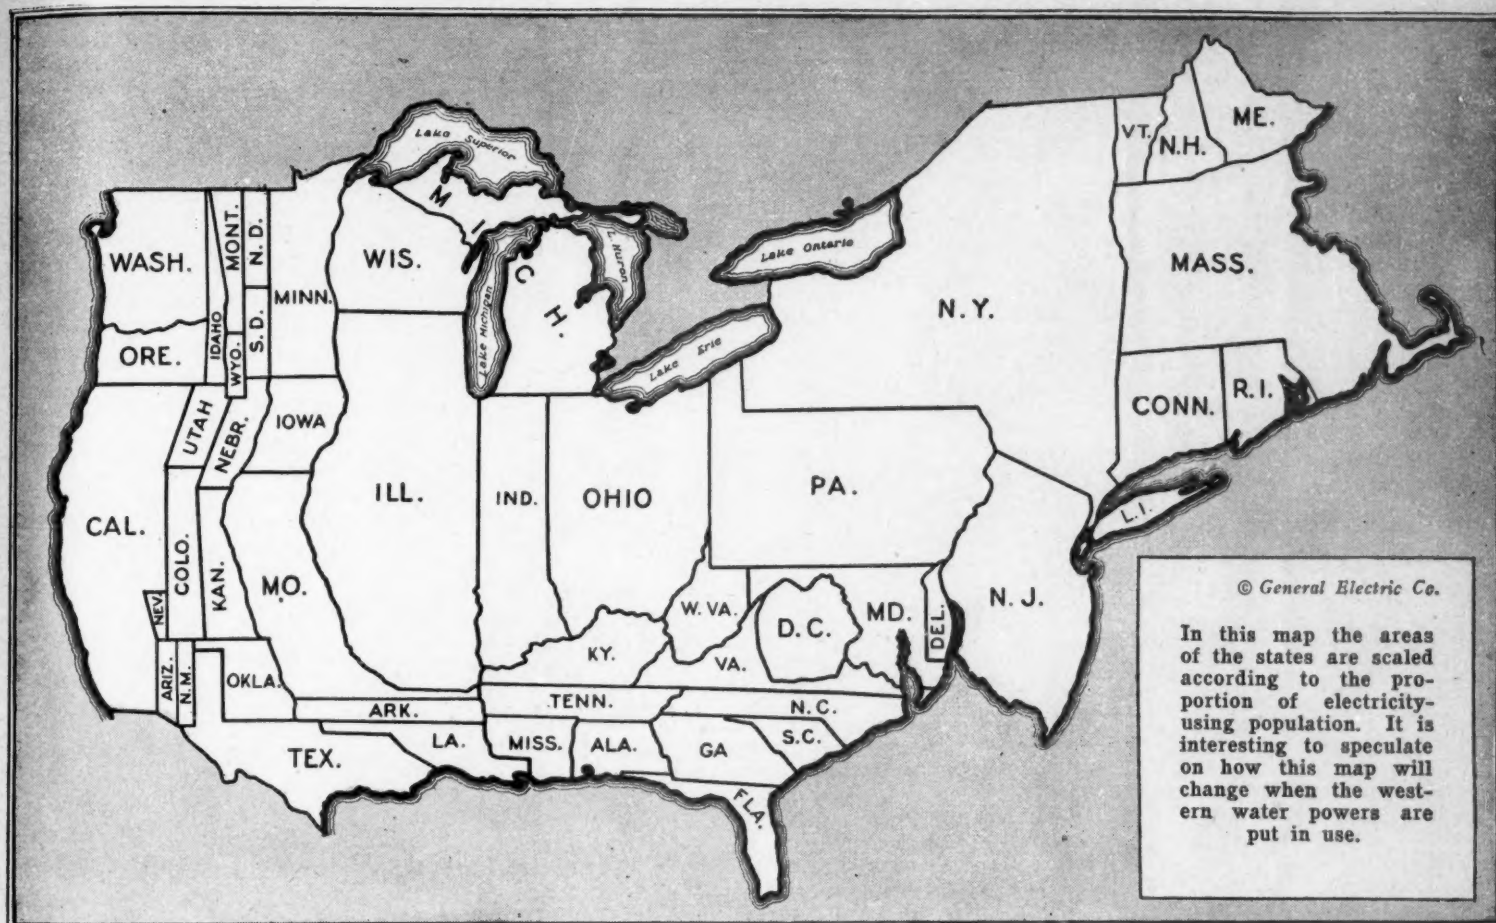 Lake Superior
MICH.
WASH.
MONT.
N. D.
MINN.
WIS.
Lake Michigan
L. Huron
Lake Ontario
Lake Erie
N. Y.
VT.
N.H.
ME.
MASS.
ORE.
IDAHO
WYO.
S. D.
UTAH
NEBR.
IOWA
CONN.
R.I.
L. I.
CAL.
NEV.
COLO.
KAN.
MO.
ILL.
IND.
OHIO
PA.
N. J.
KY.
W. VA.
VA.
D. C.
MD.
DEL.
ARIZ.
N. M.
OKLA.
ARK.
TENN.
N. C.
S.C.
TEX.
LA.
MISS.
ALA.
GA
FLA.
© General Electric Co.
In this map the areas
of the states are scaled
according to the pro-
portion of electricity-
using population. It is
interesting to speculate
on how this map will
change when the west-
ern water powers are
put in use.